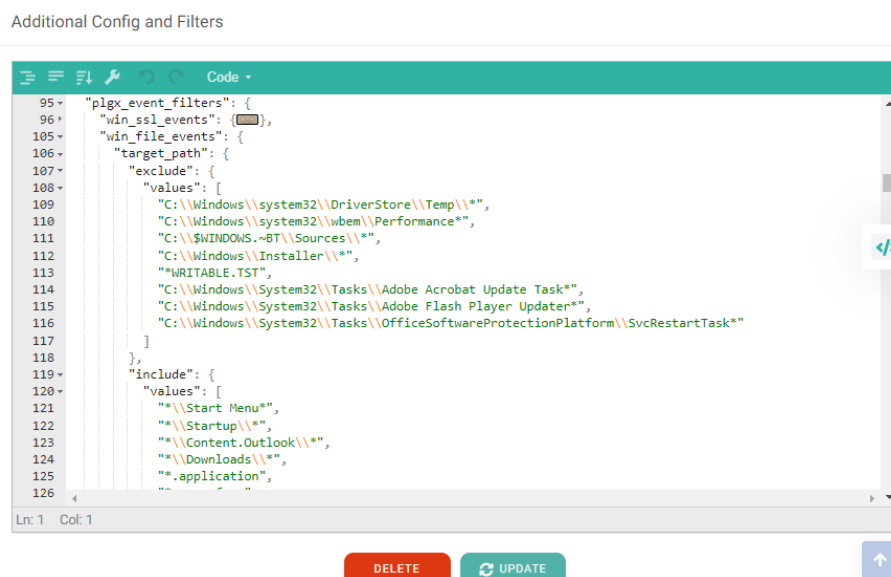 Additional Config and Filters
Code
95 "plgx_event_filters": {
96 "win_ssl_events": {...},
105 "win_file_events": {
106 "target_path": {
107 "exclude": {
108 "values": [
109 "C:\\Windows\\system32\\DriverStore\\Temp\\*",
110 "C:\\Windows\\system32\\wbem\\Performance*",
111 "C:\\$WINDOWS.~BT\\Sources\\*",
112 "C:\\Windows\\Installer\\*",
113 "*WRITABLE.TST",
114 "C:\\Windows\\System32\\Tasks\\Adobe Acrobat Update Task*",
115 "C:\\Windows\\System32\\Tasks\\Adobe Flash Player Updater*",
116 "C:\\Windows\\System32\\Tasks\\OfficeSoftwareProtectionPlatform\\SvcRestartTask*"
117 ]
118 },
119 "include": {
120 "values": [
121 "*\\Start Menu*",
122 "*\\Startup\\*",
123 "*\\Content.Outlook\\*",
124 "*\\Downloads\\*",
125 "*.application",
126
Ln: 1 Col: 1
DELETE
UPDATE